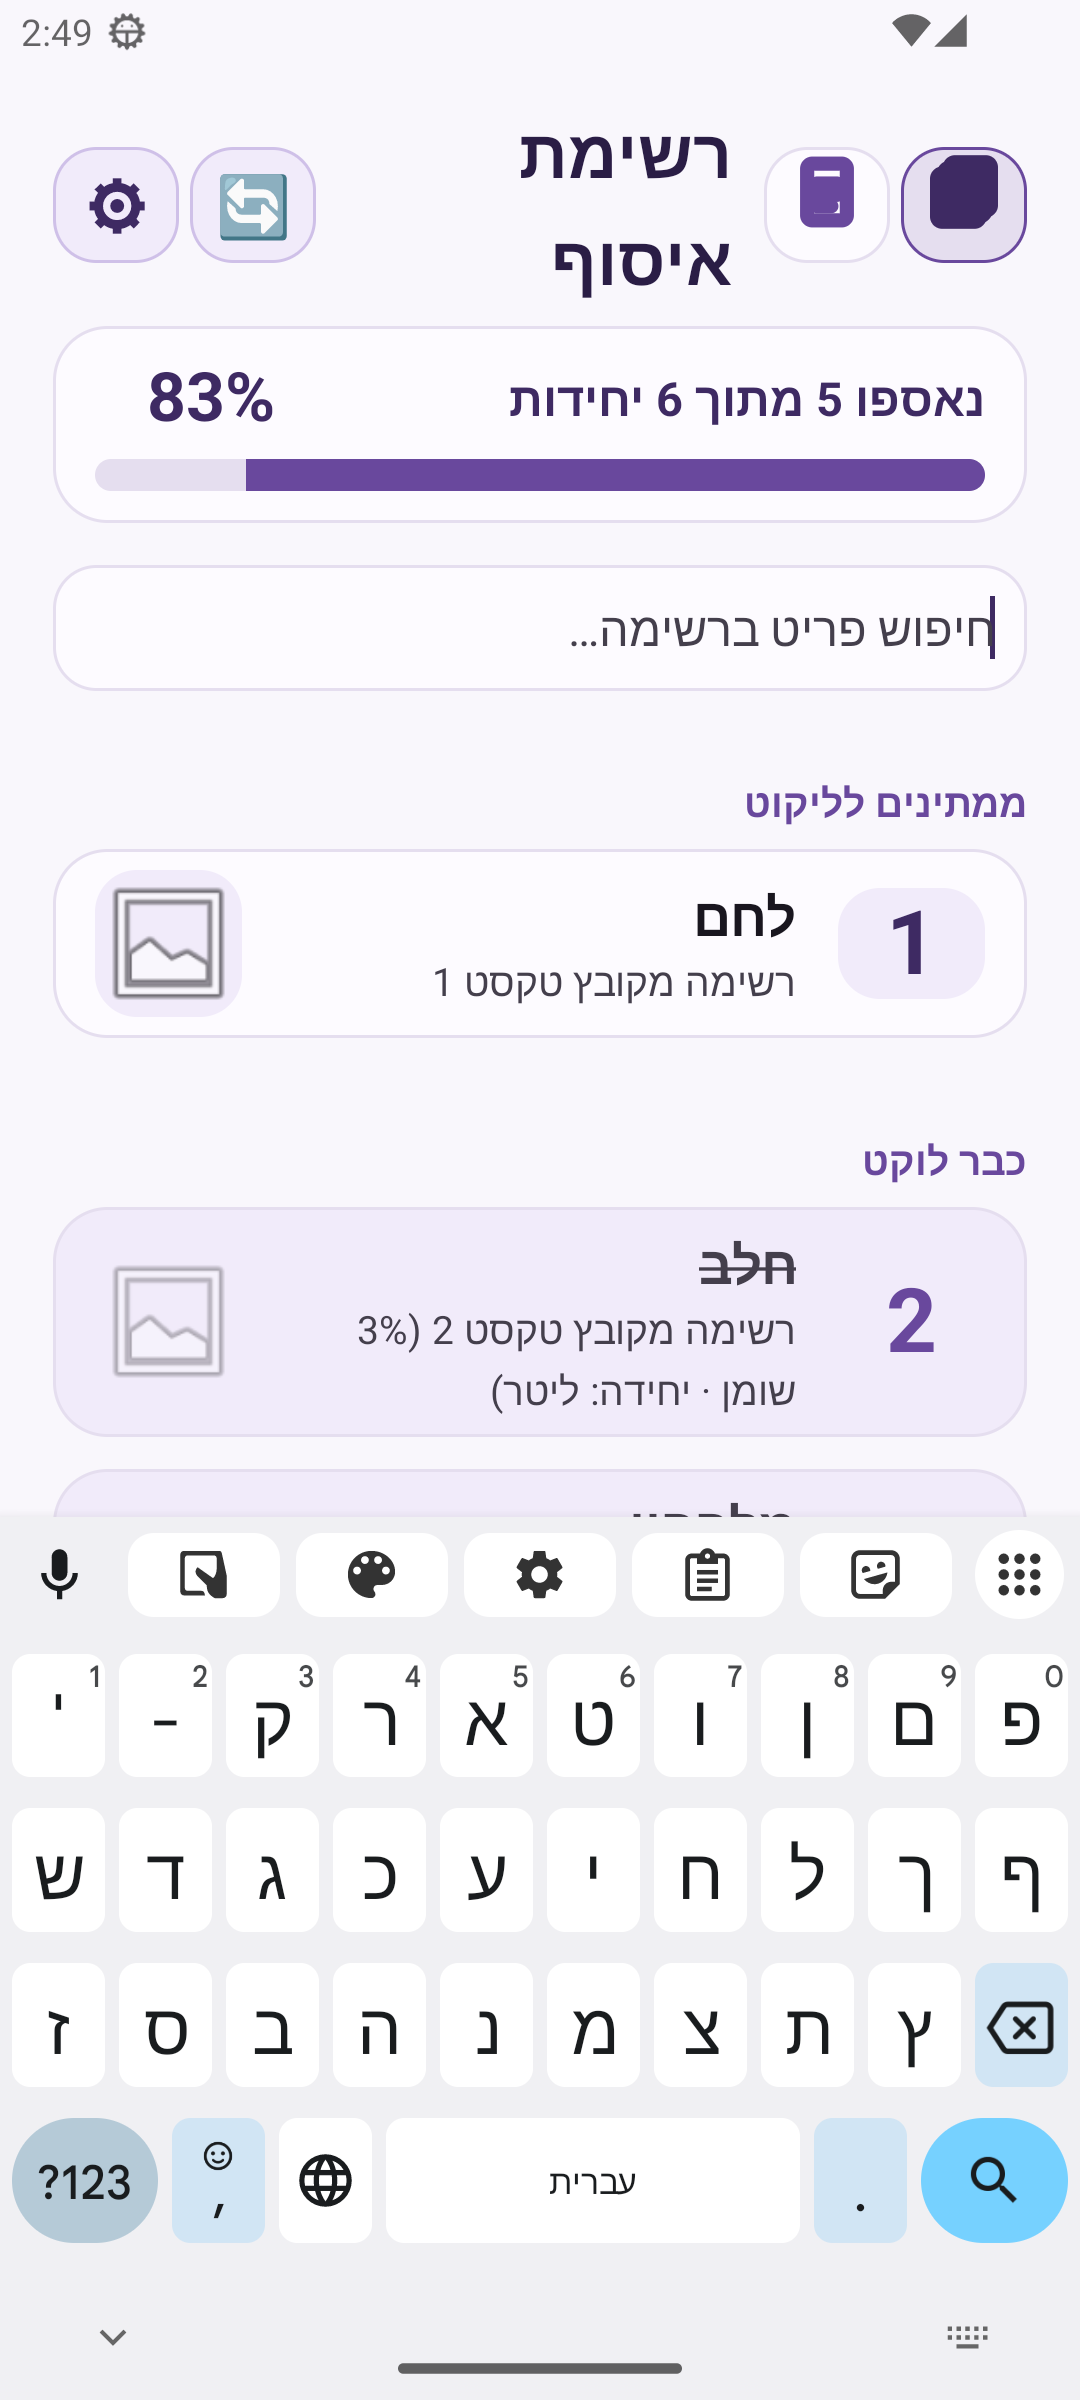 2:49
רשימת
איסוף
נאספו 5 מתוך 6 יחידות
83%
חיפוש פריט ברשימה...
ממתינים לליקוט
1
לחם
רשימה מקובץ טקסט 1
כבר לוקט
2
חלב
רשימה מקובץ טקסט 2 (3%
שומן · יחידה: ליטר)
' 1 - 2 ק 3 ר 4 א 5 ט 6 ו 7 ן 8 ם 9 פ 0
ש ד ג כ ע י ח ל ך ף
ז ס ב ה נ מ צ ת ץ
?123 , עברית .